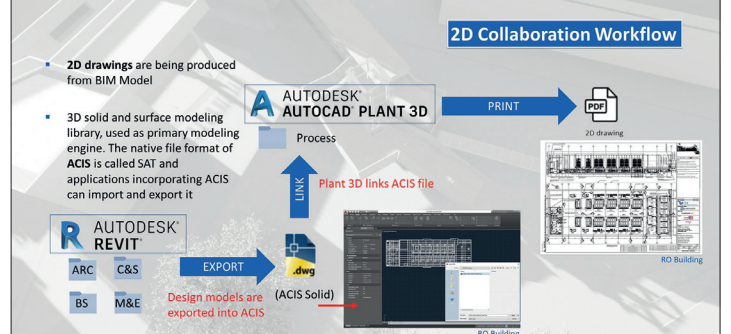 2D Collaboration Workflow
▪ 2D drawings are being produced
from BIM Model
▪ 3D solid and surface modeling
library, used as primary modeling
engine. The native file format of
ACIS is called SAT and
applications incorporating ACIS
can import and export it
AUTODESK®
AUTOCAD® PLANT 3D
Process
PRINT
PDF
2D drawing
RO Building
LINK
Plant 3D links ACIS file
AUTODESK®
REVIT®
ARC
C&S
BS
M&E
EXPORT
Design models are
exported into ACIS
.dwg
(ACIS Solid)
RO Building